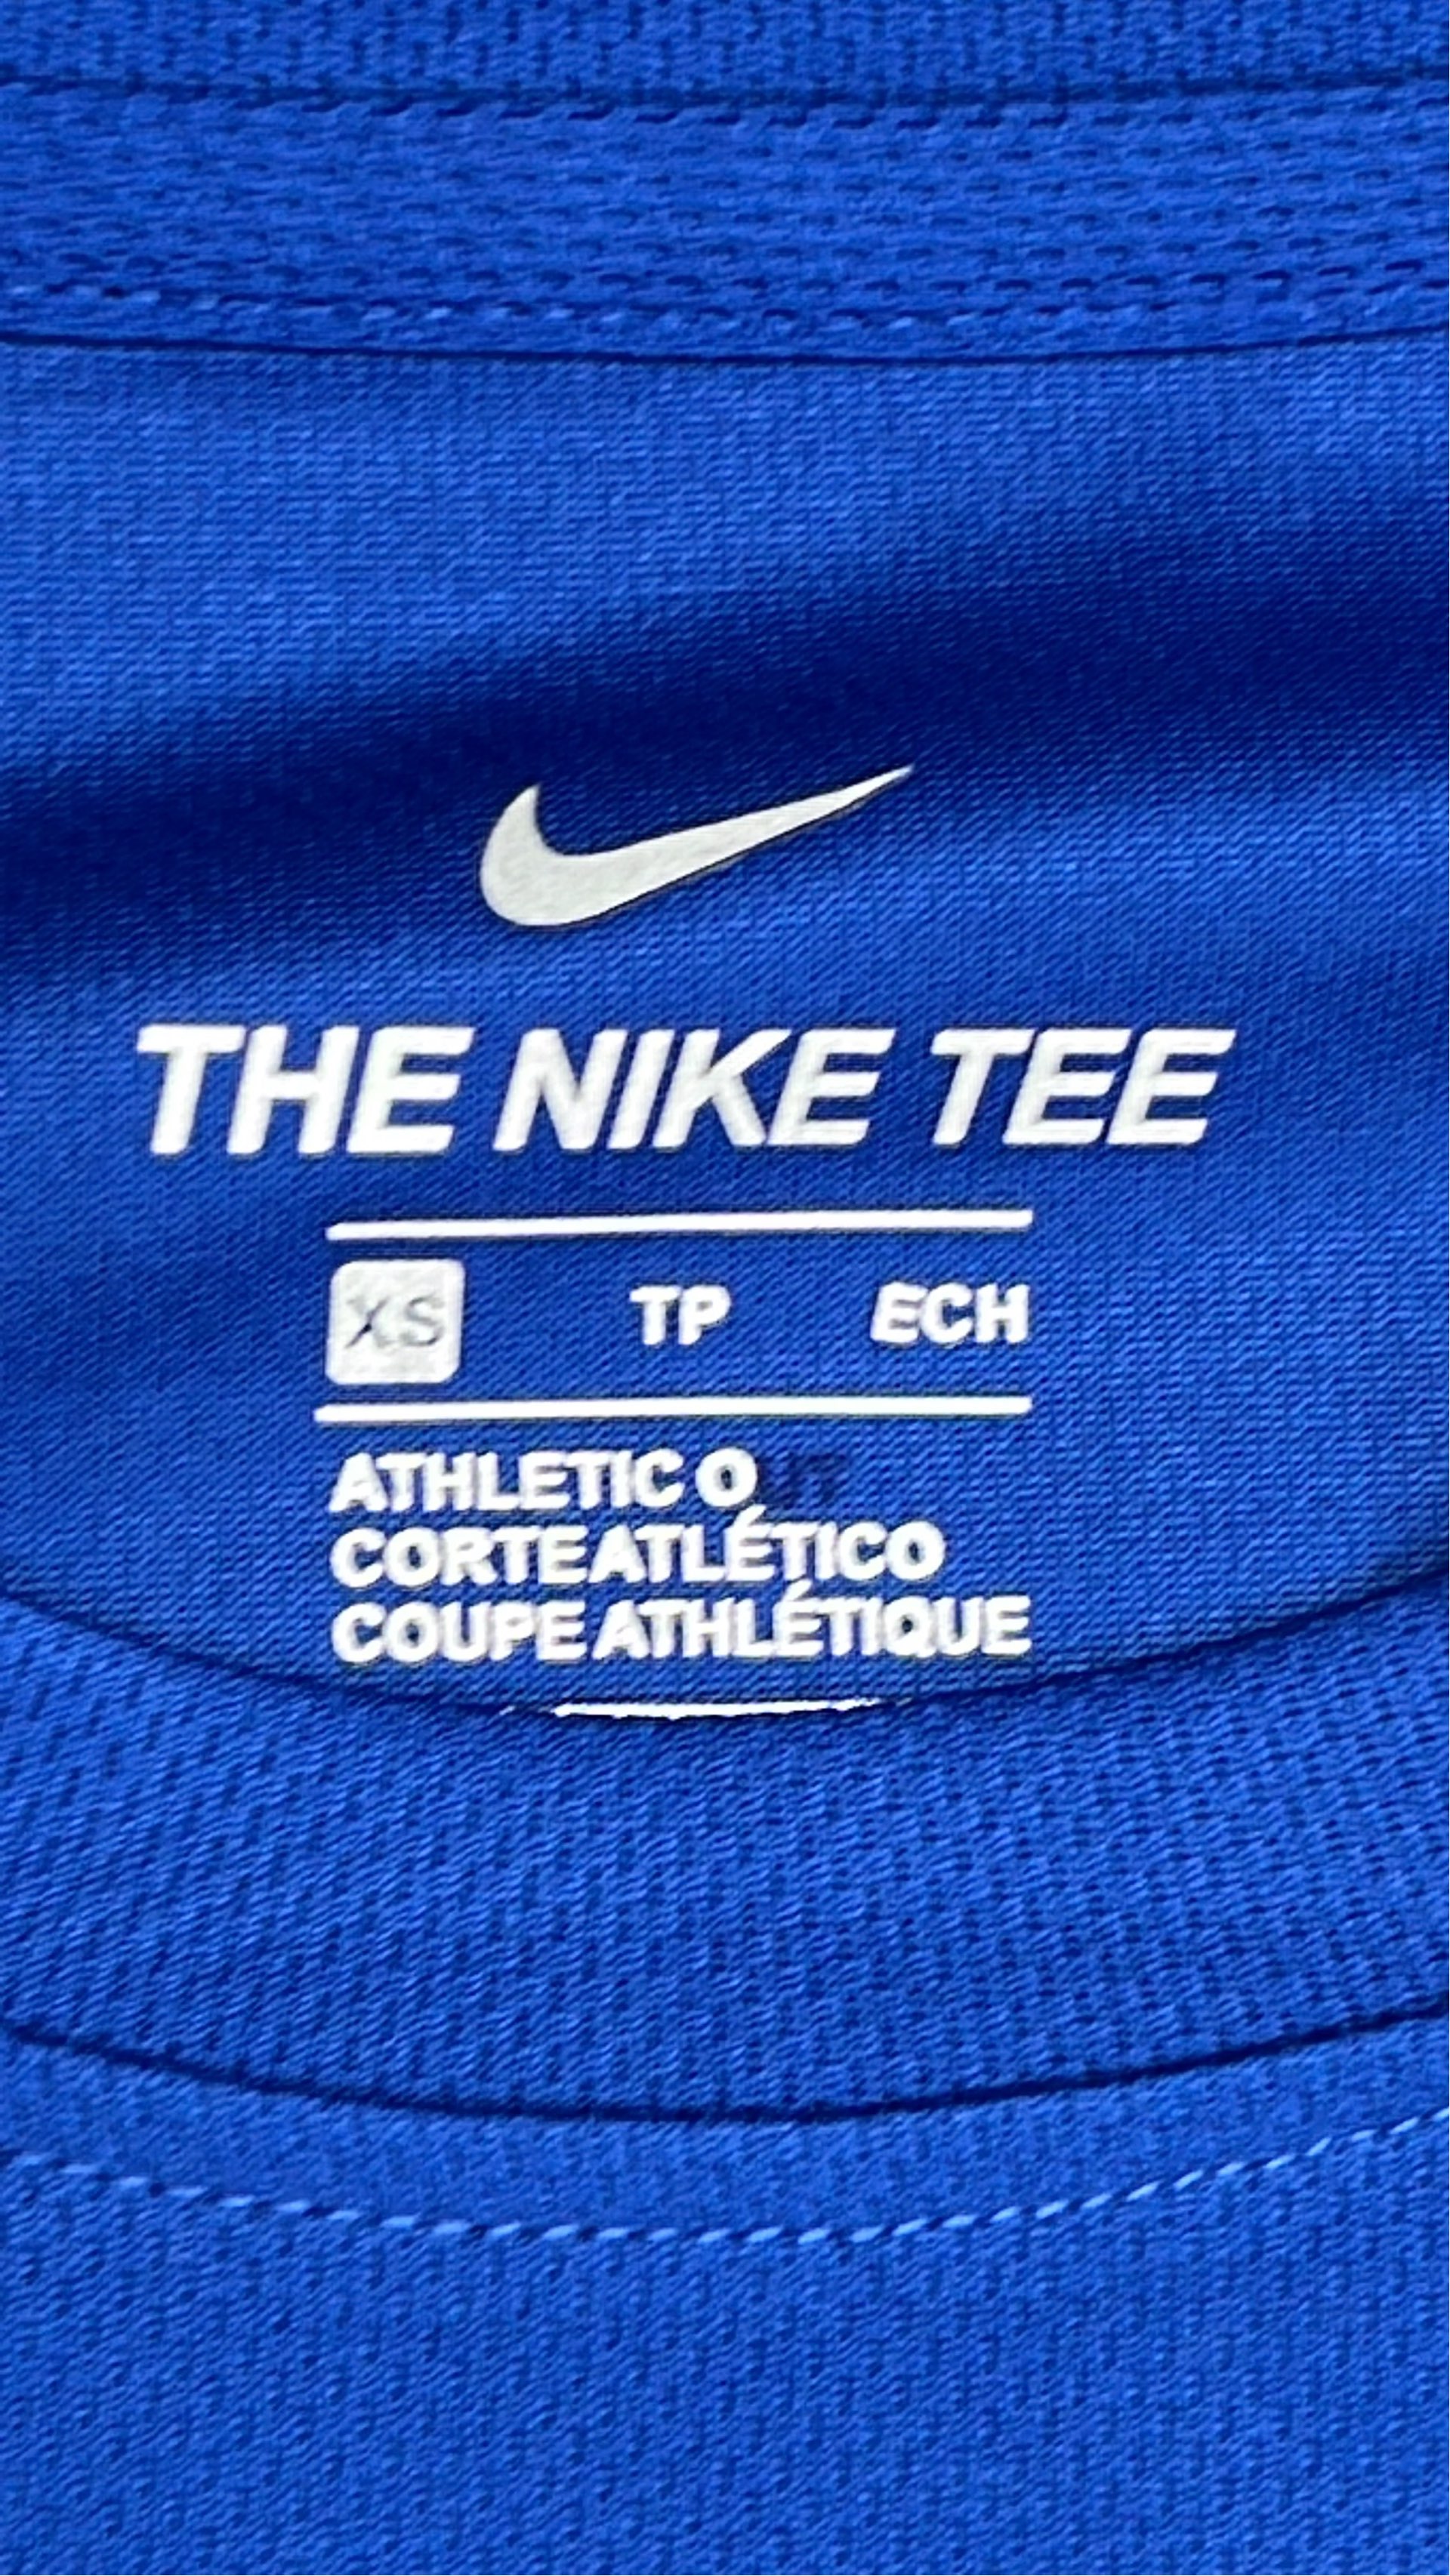 THE NIKE TEE
XS TP ECH
ATHLETIC
CORTE ATLÉTICO
COUPE ATHLÉTIQUE